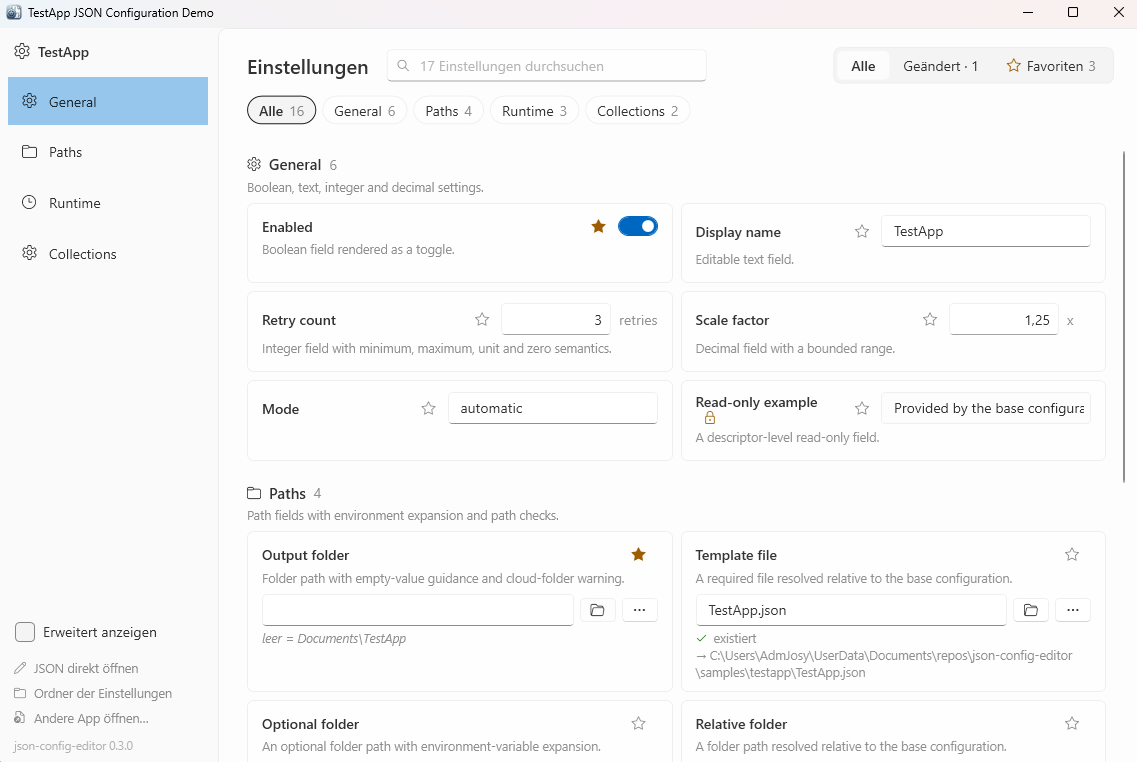 TestApp JSON Configuration Demo
TestApp
General
Paths
Runtime
Collections
Erweitert anzeigen
JSON direkt öffnen
Ordner der Einstellungen
Andere App öffnen...
json-config-editor 0.3.0
Einstellungen
17 Einstellungen durchsuchen
Alle
Geändert · 1
Favoriten 3
Alle 16
General 6
Paths 4
Runtime 3
Collections 2
General 6
Boolean, text, integer and decimal settings.
Enabled
Boolean field rendered as a toggle.
Display name
TestApp
Editable text field.
Retry count
3
retries
Integer field with minimum, maximum, unit and zero semantics.
Scale factor
1,25
x
Decimal field with a bounded range.
Mode
automatic
Read-only example
Provided by the base configura
A descriptor-level read-only field.
Paths 4
Path fields with environment expansion and path checks.
Output folder
Folder path with empty-value guidance and cloud-folder warning.
...
leer = Documents\TestApp
Template file
A required file resolved relative to the base configuration.
TestApp.json
...
✓ existiert
→ C:\Users\AdmJosy\UserData\Documents\repos\json-config-editor
\samples\testapp\TestApp.json
Optional folder
An optional folder path with environment-variable expansion.
Relative folder
A folder path resolved relative to the base configuration.